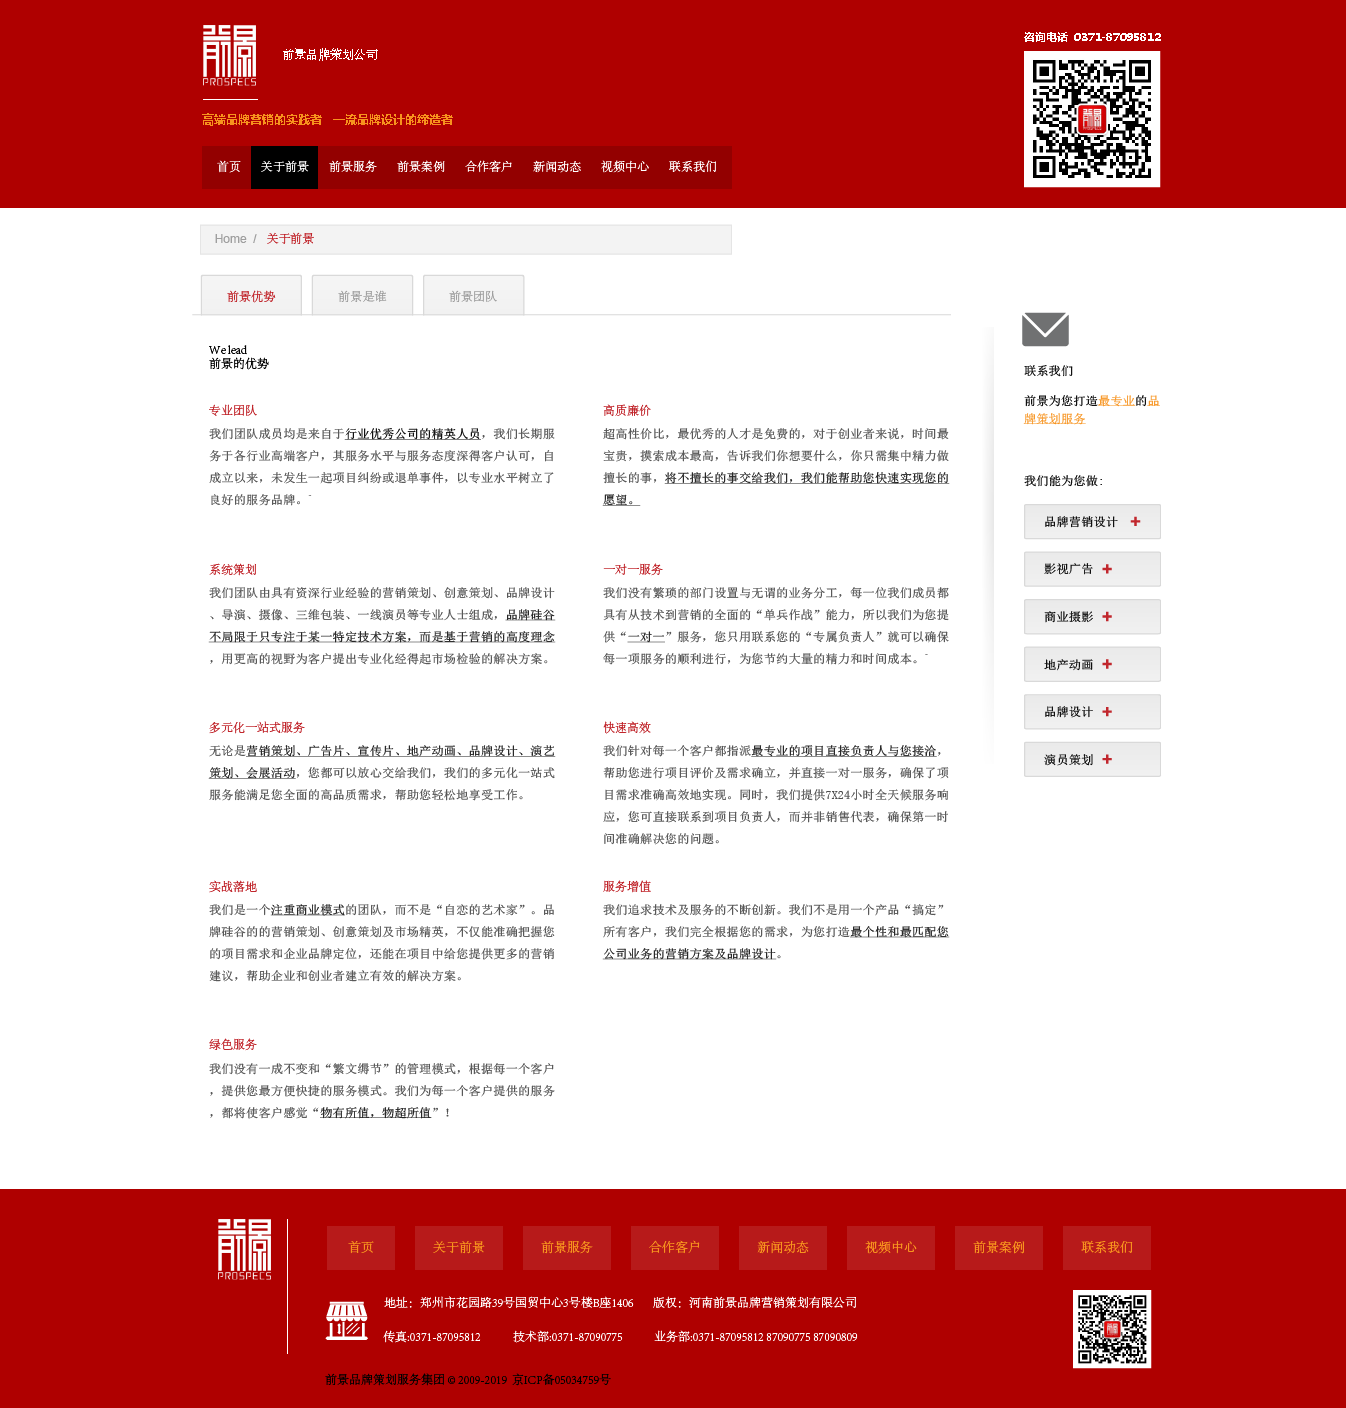 前景
PROSPECS
前景品牌策划公司
咨询电话 0371-87095812
高端品牌营销的实践者 一流品牌设计的缔造者
首页 关于前景 前景服务 前景案例 合作客户 新闻动态 视频中心 联系我们
Home / 关于前景
前景优势 前景是谁 前景团队
We lead
前景的优势
专业团队
我们团队成员均是来自于行业优秀公司的精英人员，我们长期服
务于各行业高端客户，其服务水平与服务态度深得客户认可，自
成立以来，未发生一起项目纠纷或退单事件，以专业水平树立了
良好的服务品牌。
高质廉价
超高性价比，最优秀的人才是免费的，对于创业者来说，时间最
宝贵，摸索成本最高，告诉我们你想要什么，你只需集中精力做
擅长的事，将不擅长的事交给我们，我们能帮助您快速实现您的
愿望。
系统策划
我们团队由具有资深行业经验的营销策划、创意策划、品牌设计
、导演、摄像、三维包装、一线演员等专业人士组成，品牌硅谷
不局限于只专注于某一特定技术方案，而是基于营销的高度理念
，用更高的视野为客户提出专业化经得起市场检验的解决方案。
一对一服务
我们没有繁琐的部门设置与无谓的业务分工，每一位我们成员都
具有从技术到营销的全面的“单兵作战”能力，所以我们为您提
供“一对一”服务，您只用联系您的“专属负责人”就可以确保
每一项服务的顺利进行，为您节约大量的精力和时间成本。
多元化一站式服务
无论是营销策划、广告片、宣传片、地产动画、品牌设计、演艺
策划、会展活动，您都可以放心交给我们，我们的多元化一站式
服务能满足您全面的高品质需求，帮助您轻松地享受工作。
快速高效
我们针对每一个客户都指派最专业的项目直接负责人与您接洽，
帮助您进行项目评价及需求确立，并直接一对一服务，确保了项
目需求准确高效地实现。同时，我们提供7X24小时全天候服务响
应，您可直接联系到项目负责人，而并非销售代表，确保第一时
间准确解决您的问题。
实战落地
我们是一个注重商业模式的团队，而不是“自恋的艺术家”。品
牌硅谷的的营销策划、创意策划及市场精英，不仅能准确把握您
的项目需求和企业品牌定位，还能在项目中给您提供更多的营销
建议，帮助企业和创业者建立有效的解决方案。
服务增值
我们追求技术及服务的不断创新。我们不是用一个产品“搞定”
所有客户，我们完全根据您的需求，为您打造最个性和最匹配您
公司业务的营销方案及品牌设计。
绿色服务
我们没有一成不变和“繁文缛节”的管理模式，根据每一个客户
，提供您最方便快捷的服务模式。我们为每一个客户提供的服务
，都将使客户感觉“物有所值，物超所值”！
联系我们
前景为您打造最专业的品
牌策划服务
我们能为您做：
品牌营销设计 +
影视广告 +
商业摄影 +
地产动画 +
品牌设计 +
演员策划 +
前景
PROSPECS
首页 关于前景 前景服务 合作客户 新闻动态 视频中心 前景案例 联系我们
地址：郑州市花园路39号国贸中心3号楼B座1406 版权：河南前景品牌营销策划有限公司
传真:0371-87095812 技术部:0371-87090775 业务部:0371-87095812 87090775 87090809
前景品牌策划服务集团 © 2009-2019 京ICP备05034759号